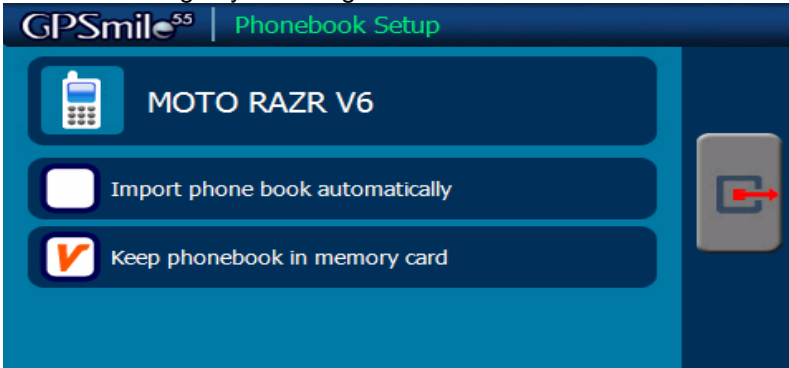 GPSmile55 Phonebook Setup
MOTO RAZR V6
Import phone book automatically
Keep phonebook in memory card